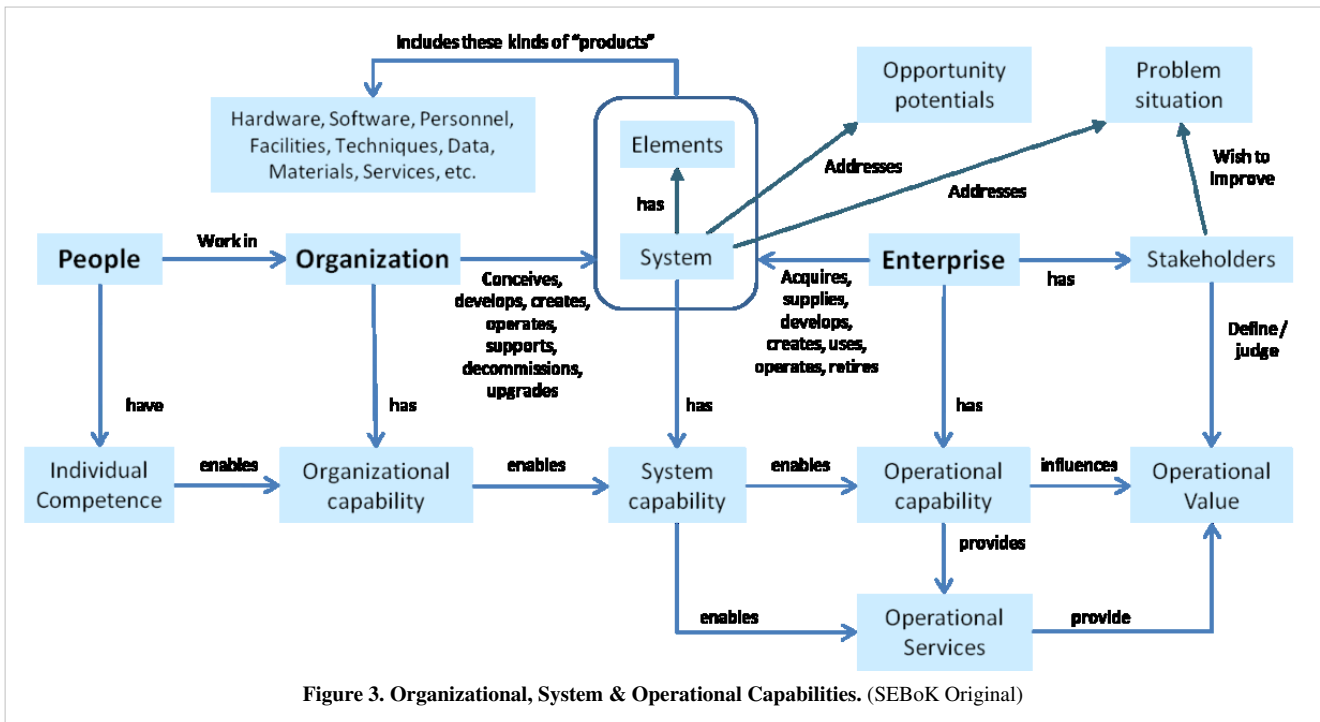 Includes these kinds of "products"
Opportunity
potentials
Problem
situation
Hardware, Software, Personnel,
Facilities, Techniques, Data,
Materials, Services, etc.
Elements
Addresses
Addresses
Wish to
Improve
has
People
Work in
Organization
Conceives,
develops, creates,
operates,
supports,
decommissions,
upgrades
System
Acquires,
supplies,
develops,
creates, uses,
operates, retires
Enterprise
has
Stakeholders
Define /
judge
have
has
has
has
Individual
Competence
enables
Organizational
capability
enables
System
capability
enables
Operational
capability
influences
Operational
Value
provides
enables
Operational
Services
provide
Figure 3. Organizational, System & Operational Capabilities. (SEBoK Original)